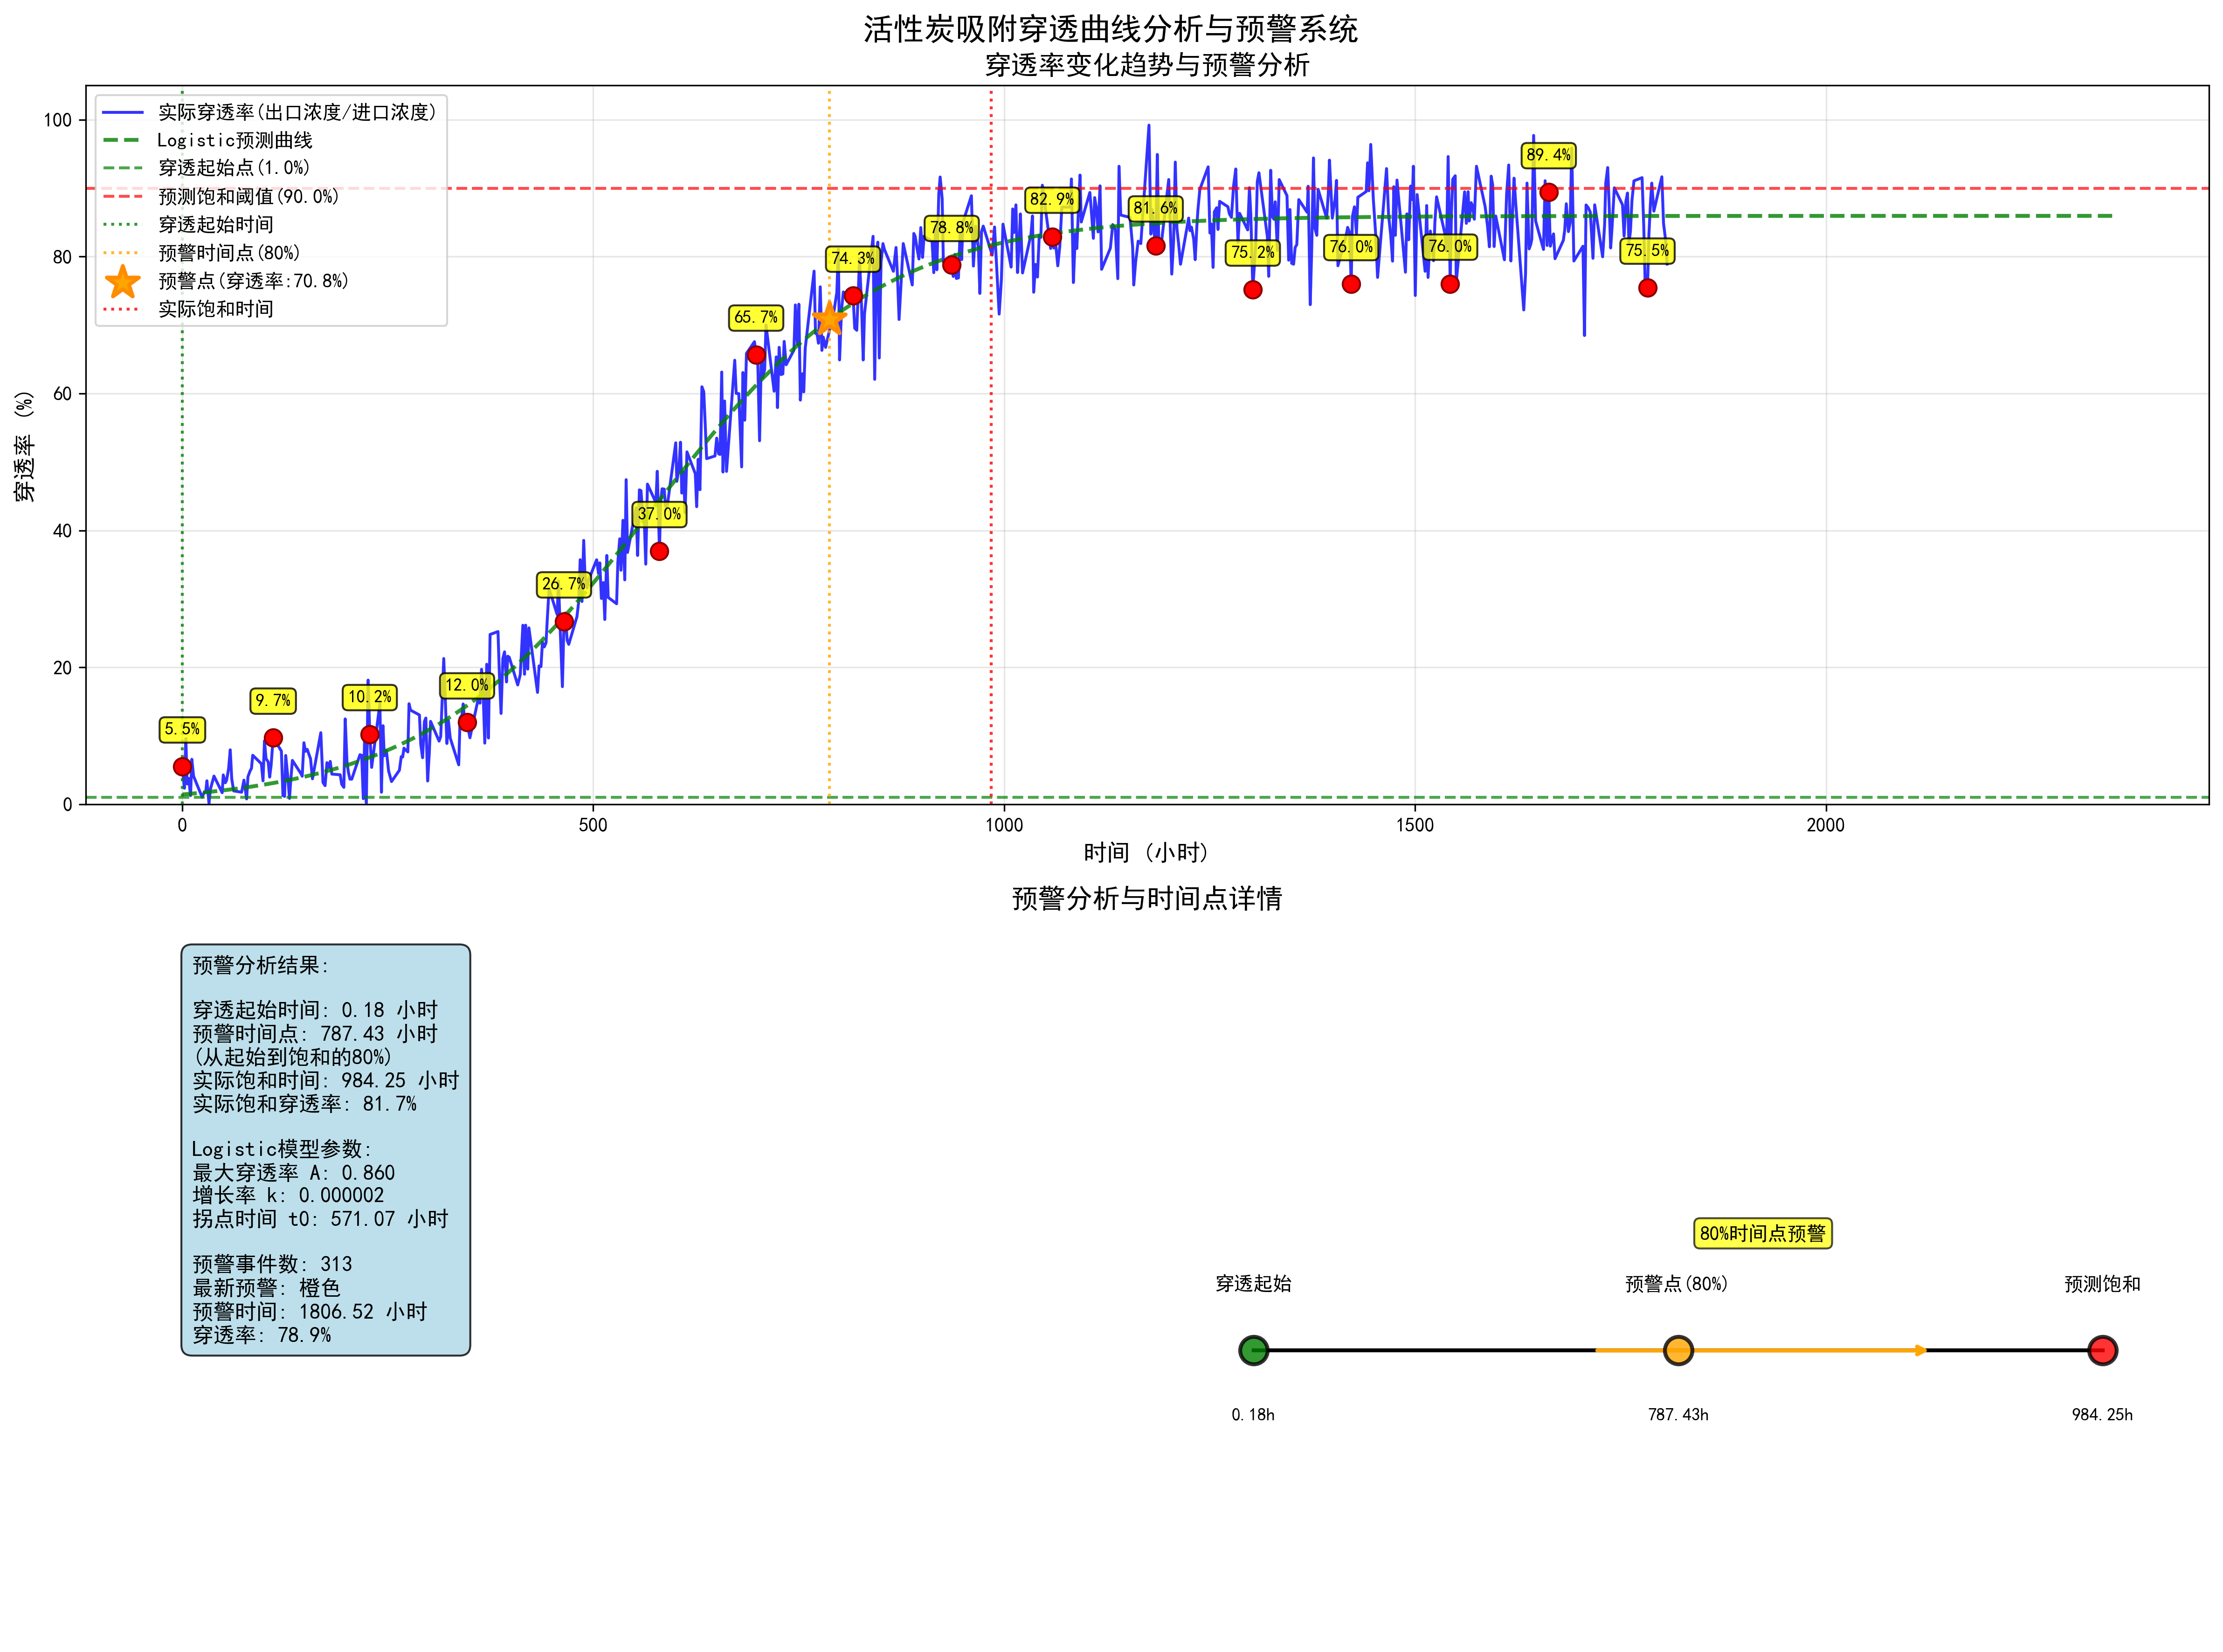 活性炭吸附穿透曲线分析与预警系统
穿透率变化趋势与预警分析
实际穿透率(出口浓度/进口浓度)
Logistic预测曲线
穿透起始点(1.0%)
预测饱和阈值(90.0%)
穿透起始时间
预警时间点(80%)
预警点(穿透率:70.8%)
实际饱和时间
穿透率 (%)
100
80
60
40
20
0
5.5%
9.7%
10.2%
12.0%
26.7%
37.0%
65.7%
74.3%
78.8%
82.9%
81.6%
75.2%
76.0%
76.0%
89.4%
75.5%
0
500
1000
1500
2000
时间 (小时)
预警分析与时间点详情
预警分析结果:
穿透起始时间: 0.18 小时
预警时间点: 787.43 小时
(从起始到饱和的80%)
实际饱和时间: 984.25 小时
实际饱和穿透率: 81.7%
Logistic模型参数:
最大穿透率 A: 0.860
增长率 k: 0.000002
拐点时间 t0: 571.07 小时
预警事件数: 313
最新预警: 橙色
预警时间: 1806.52 小时
穿透率: 78.9%
80%时间点预警
穿透起始
预警点(80%)
预测饱和
0.18h
787.43h
984.25h